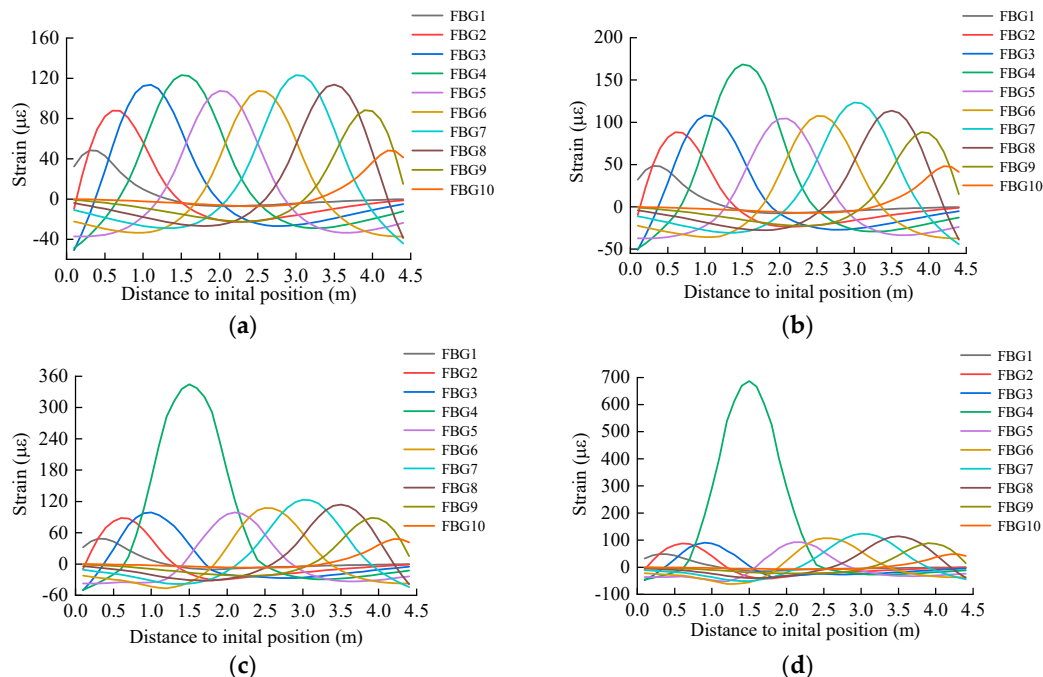 Strain (με)
160
120
80
40
0
-40
0.0 0.5 1.0 1.5 2.0 2.5 3.0 3.5 4.0 4.5
Distance to inital position (m)
FBG1
FBG2
FBG3
FBG4
FBG5
FBG6
FBG7
FBG8
FBG9
FBG10
(a)
Strain (με)
200
150
100
50
0
-50
0.0 0.5 1.0 1.5 2.0 2.5 3.0 3.5 4.0 4.5
Distance to inital position (m)
FBG1
FBG2
FBG3
FBG4
FBG5
FBG6
FBG7
FBG8
FBG9
FBG10
(b)
Strain (με)
360
300
240
180
120
60
0
-60
0.0 0.5 1.0 1.5 2.0 2.5 3.0 3.5 4.0 4.5
Distance to inital position (m)
FBG1
FBG2
FBG3
FBG4
FBG5
FBG6
FBG7
FBG8
FBG9
FBG10
(c)
Strain (με)
700
600
500
400
300
200
100
0
-100
0.0 0.5 1.0 1.5 2.0 2.5 3.0 3.5 4.0 4.5
Distance to inital position (m)
FBG1
FBG2
FBG3
FBG4
FBG5
FBG6
FBG7
FBG8
FBG9
FBG10
(d)